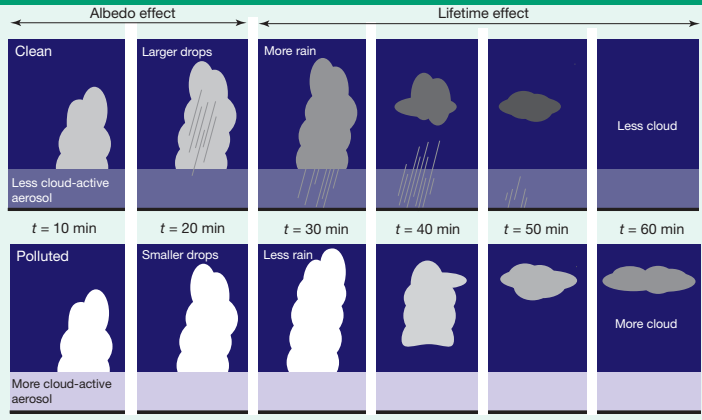 Albedo effect
Lifetime effect
Clean
Larger drops
More rain
Less cloud
Less cloud-active
aerosol
t = 10 min
t = 20 min
t = 30 min
t = 40 min
t = 50 min
t = 60 min
Polluted
Smaller drops
Less rain
More cloud
More cloud-active
aerosol